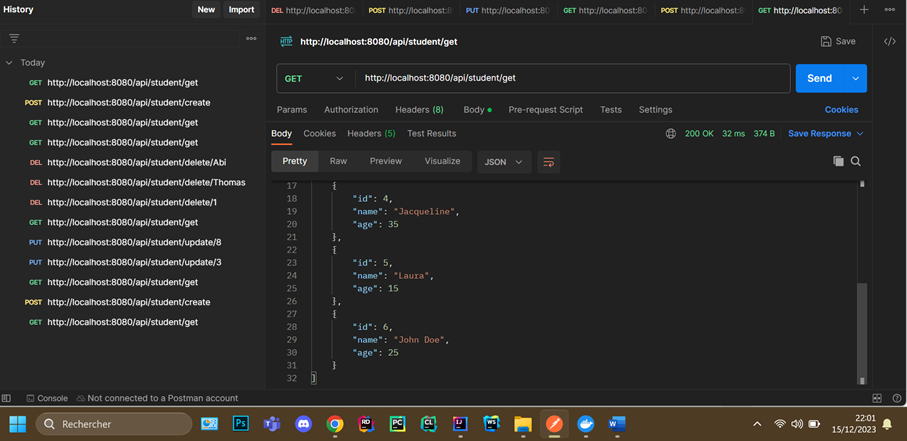 History New Import DEL http://localhost:80 POST http://localhost:8 PUT http://localhost:80 GET http://localhost:80 POST http://localhost:8 GET http://localhost:80
HTTP http://localhost:8080/api/student/get Save
Today
GET http://localhost:8080/api/student/get
POST http://localhost:8080/api/student/create
GET http://localhost:8080/api/student/get
GET http://localhost:8080/api/student/get
DEL http://localhost:8080/api/student/delete/Abi
DEL http://localhost:8080/api/student/delete/Thomas
DEL http://localhost:8080/api/student/delete/1
GET http://localhost:8080/api/student/get
PUT http://localhost:8080/api/student/update/8
PUT http://localhost:8080/api/student/update/3
GET http://localhost:8080/api/student/get
POST http://localhost:8080/api/student/create
GET http://localhost:8080/api/student/get
GET http://localhost:8080/api/student/get Send
Params Authorization Headers (8) Body Pre-request Script Tests Settings Cookies
Body Cookies Headers (5) Test Results 200 OK 32 ms 374 B Save Response
Pretty Raw Preview Visualize JSON
17 {
18 "id": 4,
19 "name": "Jacqueline",
20 "age": 35
21 },
22 {
23 "id": 5,
24 "name": "Laura",
25 "age": 15
26 },
27 {
28 "id": 6,
29 "name": "John Doe",
30 "age": 25
31 }
32 ]
Console Not connected to a Postman account
Rechercher Ps RD PC CL IJ WS W 22:01
15/12/2023